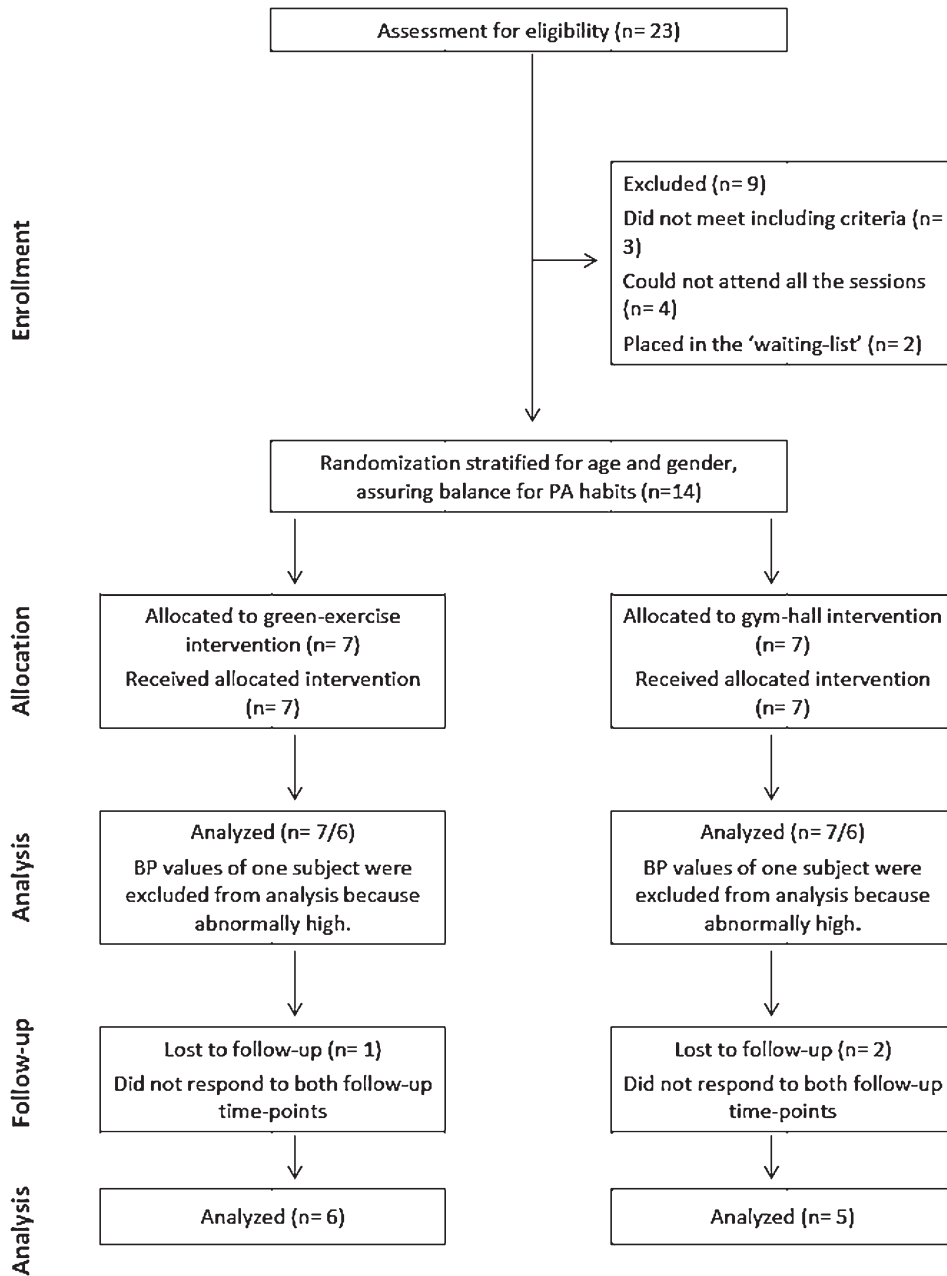 Assessment for eligibility (n= 23)
Enrollment
Excluded (n= 9)
Did not meet including criteria (n=
3)
Could not attend all the sessions
(n= 4)
Placed in the ‘waiting-list’ (n= 2)
Randomization stratified for age and gender,
assuring balance for PA habits (n=14)
Allocation
Allocated to green-exercise
intervention (n= 7)
Received allocated intervention
(n= 7)
Allocated to gym-hall intervention
(n= 7)
Received allocated intervention
(n= 7)
Analysis
Analyzed (n= 7/6)
BP values of one subject were
excluded from analysis because
abnormally high.
Analyzed (n= 7/6)
BP values of one subject were
excluded from analysis because
abnormally high.
Follow-up
Lost to follow-up (n= 1)
Did not respond to both follow-up
time-points
Lost to follow-up (n= 2)
Did not respond to both follow-up
time-points
Analysis
Analyzed (n= 6)
Analyzed (n= 5)